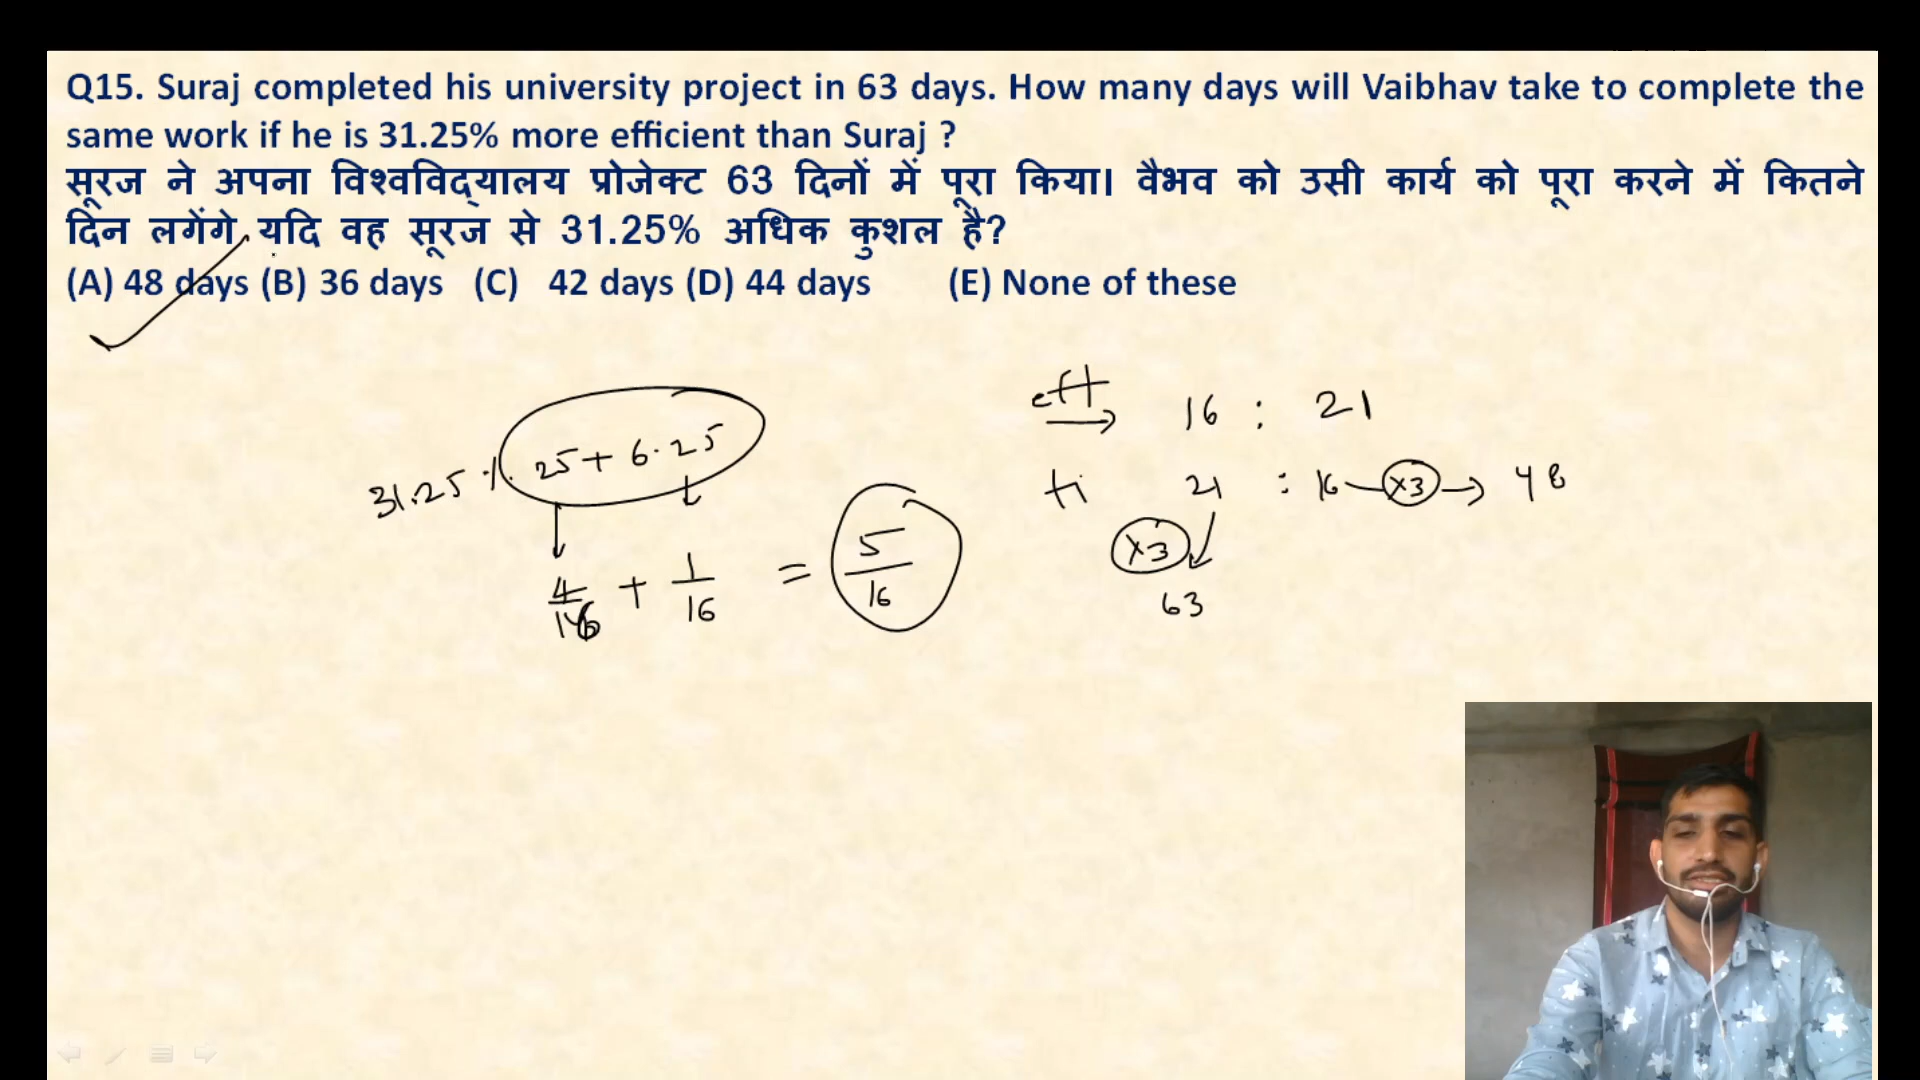 Q15. Suraj completed his university project in 63 days. How many days will Vaibhav take to complete the
same work if he is 31.25% more efficient than Suraj ?
सूरज ने अपना विश्वविद्यालय प्रोजेक्ट 63 दिनों में पूरा किया। वैभव को उसी कार्य को पूरा करने में कितने
दिन लगेंगे यदि वह सूरज से 31.25% अधिक कुशल है?
(A) 48 days (B) 36 days (C) 42 days (D) 44 days (E) None of these
eff → 16 : 21
31.25 % 25 + 6.25
ti 21 : 16 — ×3 → 48
×3
4/16 + 1/16 = 5/16
63